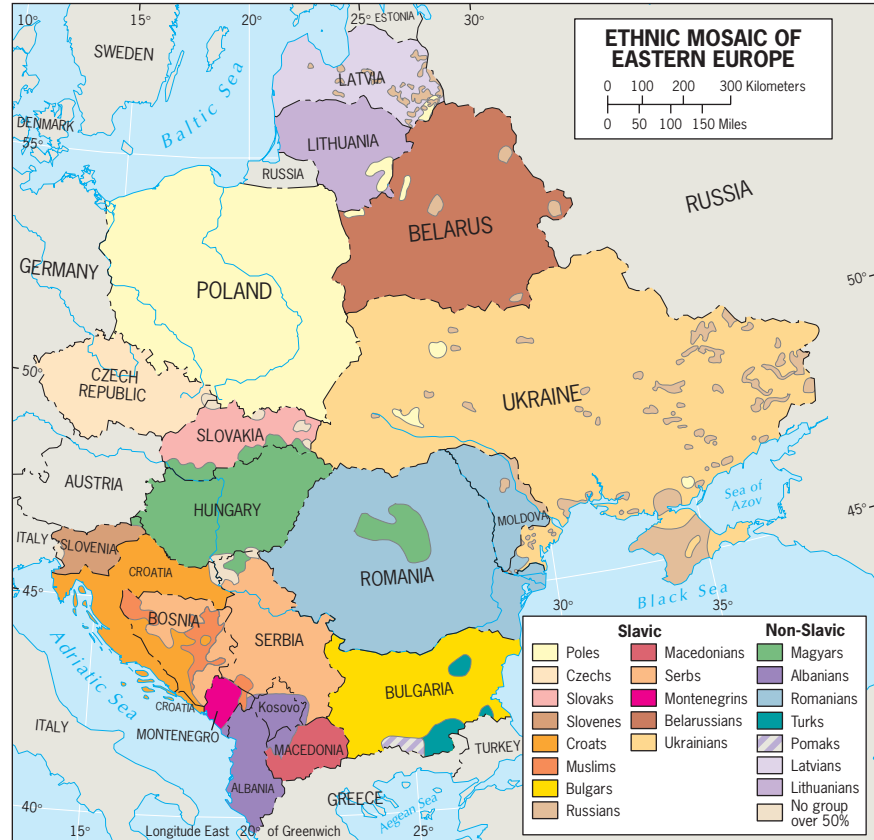 10°
15°
20°
25°
ESTONIA
30°
SWEDEN
ETHNIC MOSAIC OF
EASTERN EUROPE
0 100 200 300 Kilometers
0 50 100 150 Miles
LATVIA
Baltic Sea
DENMARK
55°
LITHUANIA
RUSSIA
RUSSIA
BELARUS
GERMANY
50°
POLAND
50°
CZECH
REPUBLIC
UKRAINE
SLOVAKIA
AUSTRIA
Sea of
Azov
45°
HUNGARY
MOLDOVA
ITALY
SLOVENIA
CROATIA
ROMANIA
45°
30°
Black Sea
35°
BOSNIA
SERBIA
Adriatic Sea
BULGARIA
CROATIA
Kosovo
MONTENEGRO
ITALY
MACEDONIA
TURKEY
ALBANIA
GREECE
40°
Aegean Sea
15°
Longitude East 20° of Greenwich
25°
Slavic
Poles
Czechs
Slovaks
Slovenes
Croats
Muslims
Bulgars
Russians
Macedonians
Serbs
Montenegrins
Belarussians
Ukrainians
Non-Slavic
Magyars
Albanians
Romanians
Turks
Pomaks
Latvians
Lithuanians
No group
over 50%